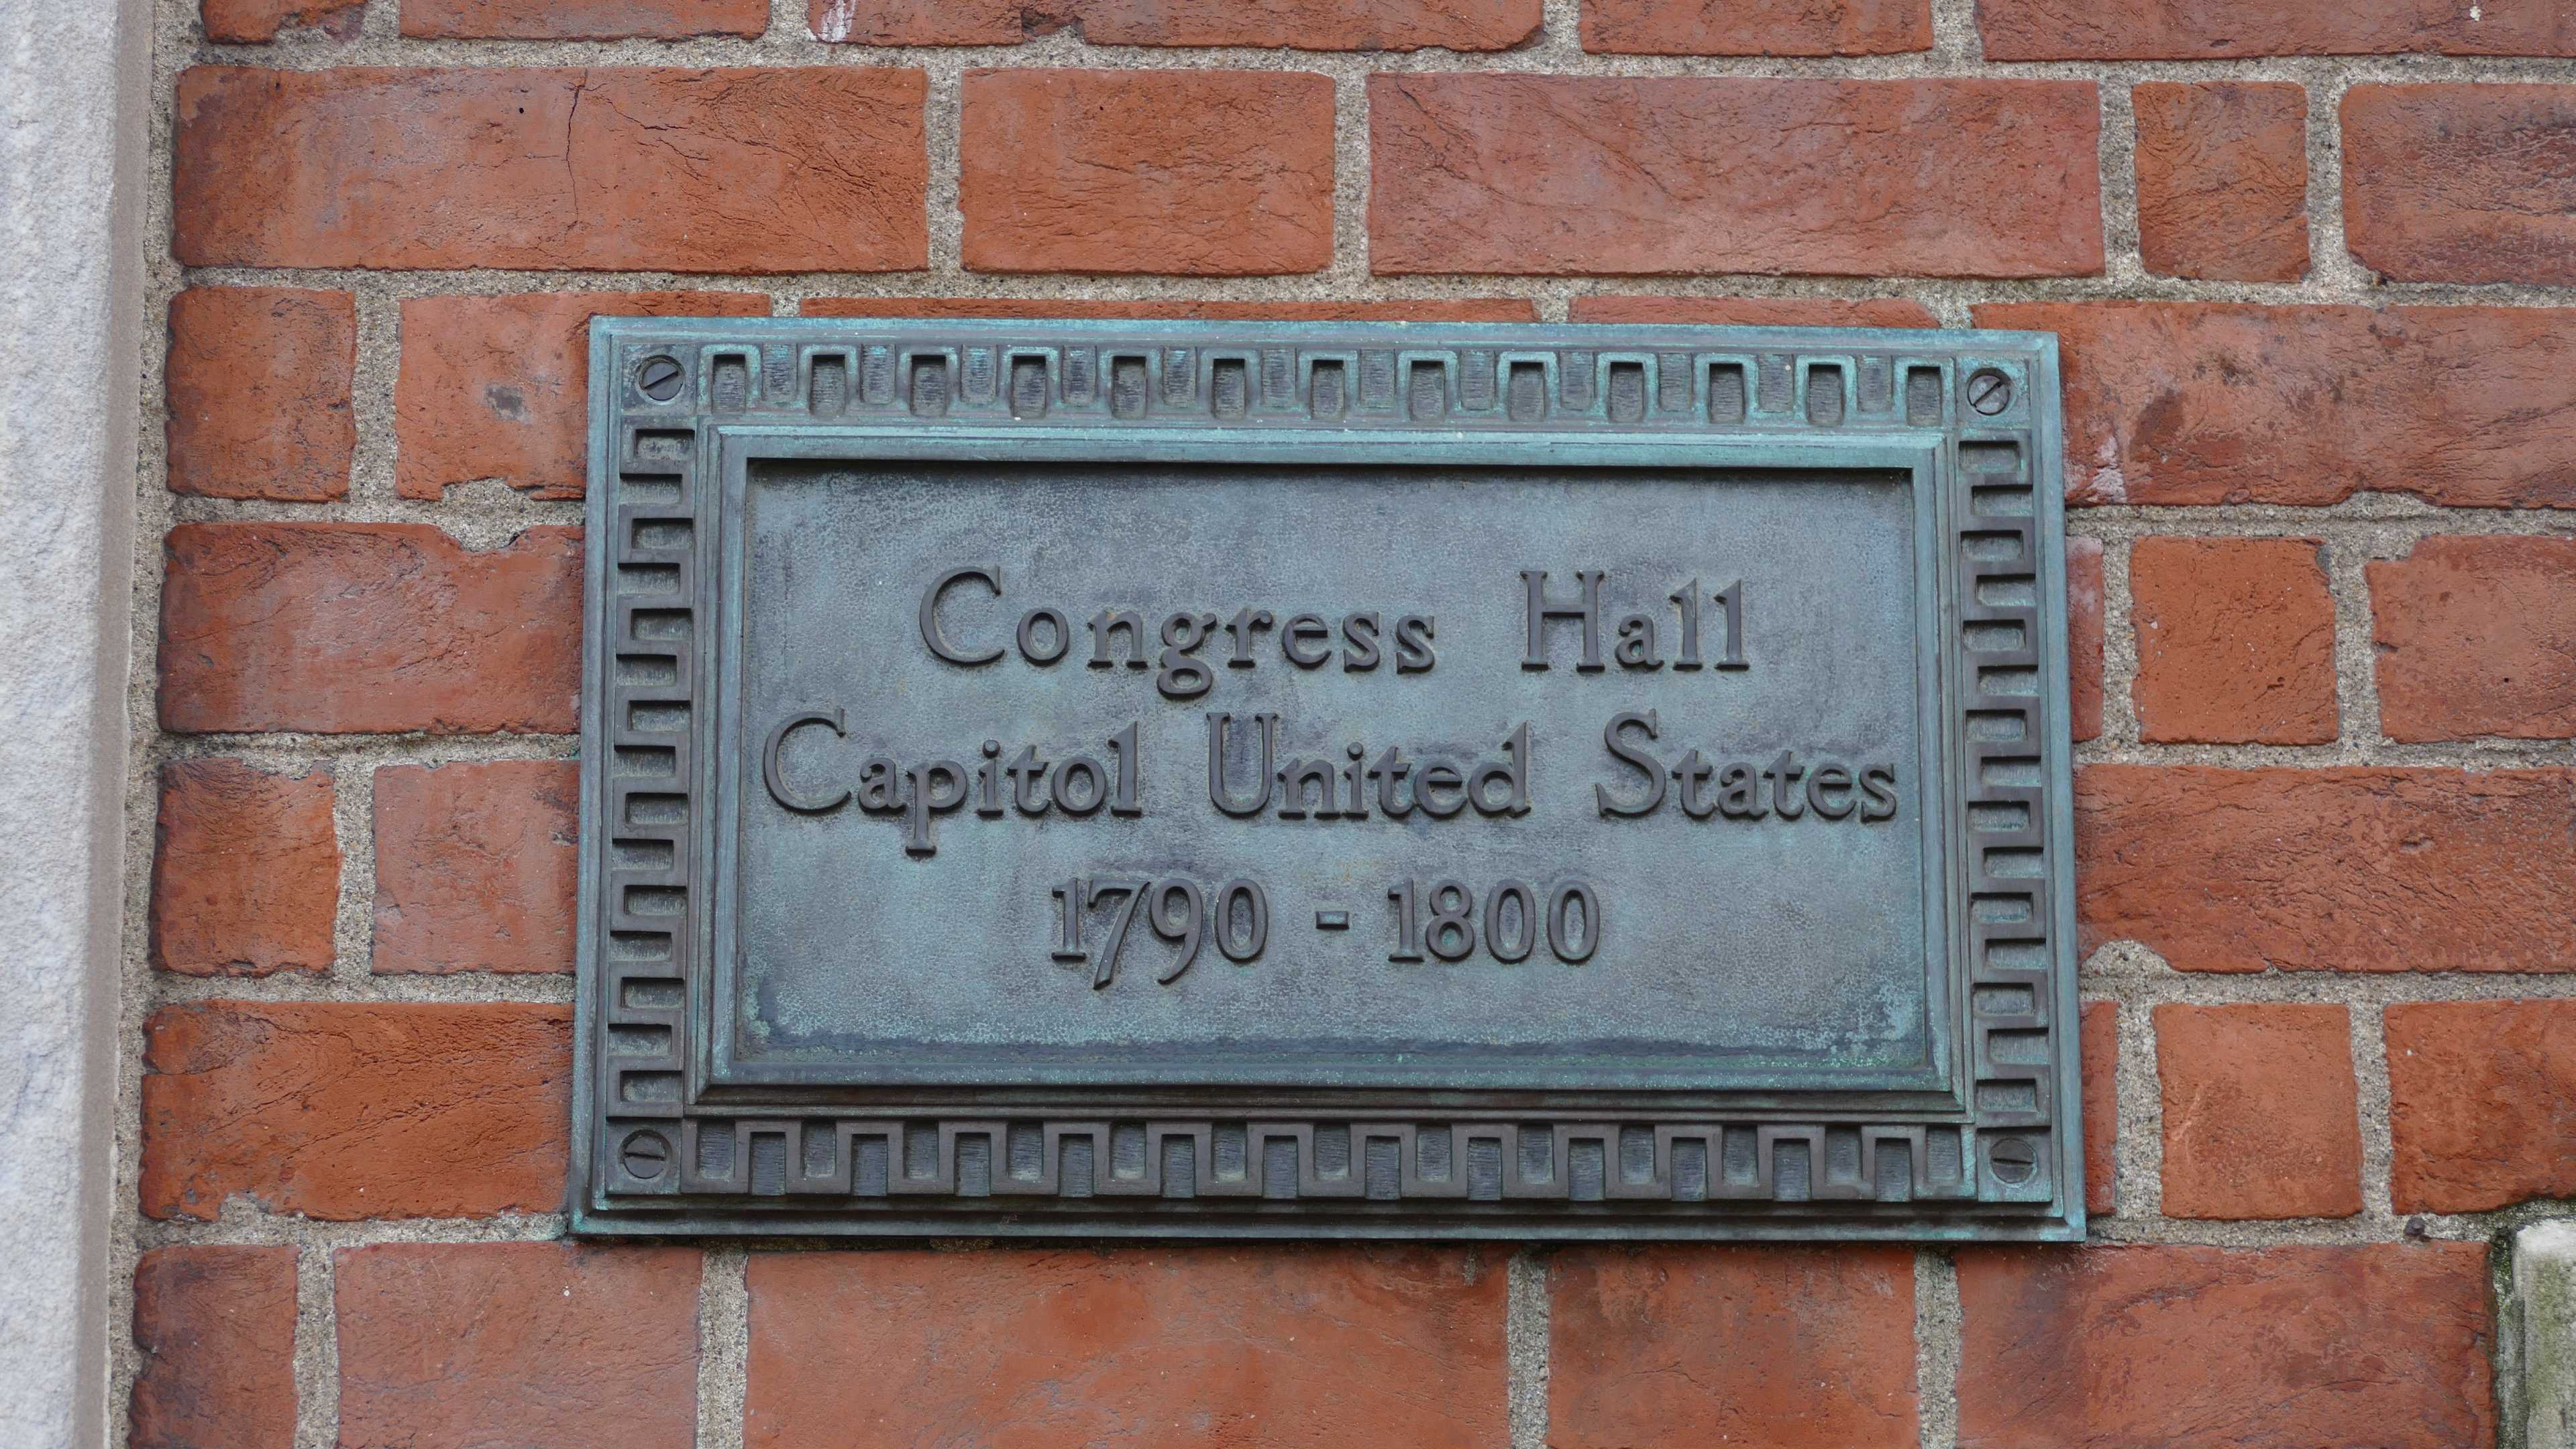 Congress Hall
Capitol United States
1790 - 1800